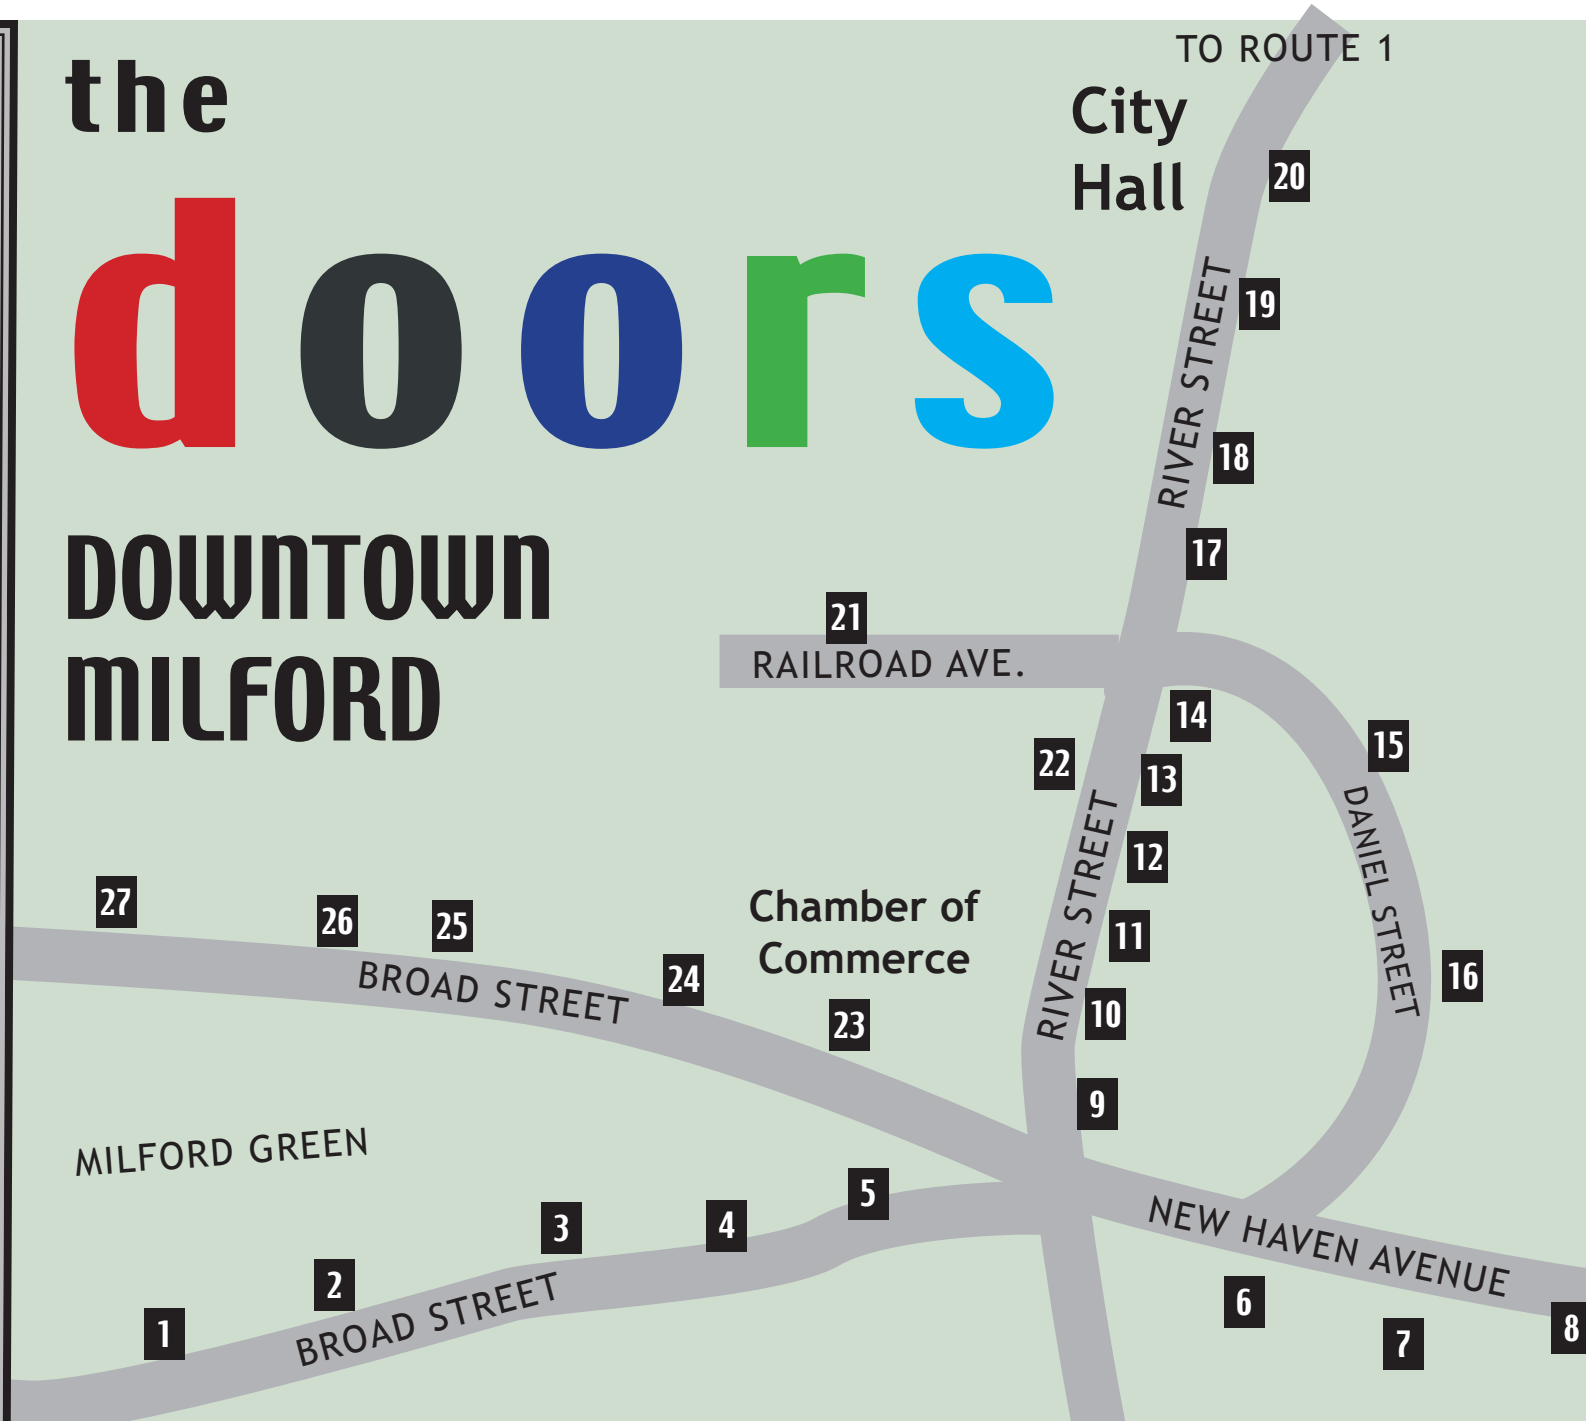 the
doors
DOWNTOWN
MILFORD
TO ROUTE 1
City
Hall
20
19
RIVER STREET
18
17
21
RAILROAD AVE.
14
15
22
13
DANIEL STREET
12
RIVER STREET
11
16
10
9
27
26
25
BROAD STREET
24
Chamber of
Commerce
23
MILFORD GREEN
5
4
3
2
1
BROAD STREET
NEW HAVEN AVENUE
6
7
8